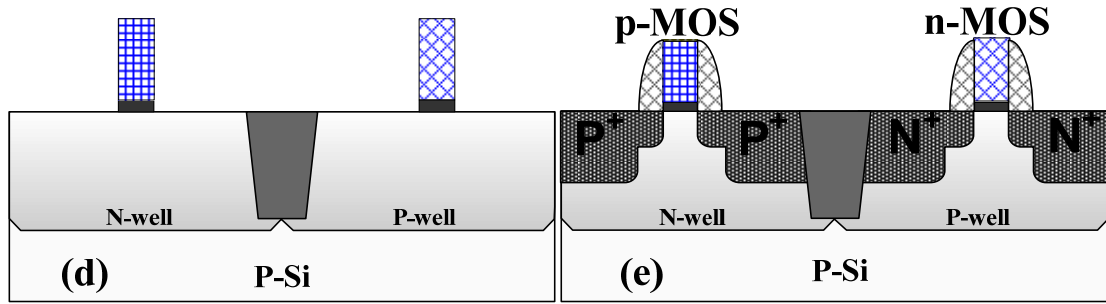 N-well
P-well
(d)
P-Si
p-MOS
n-MOS
P+
P+
N+
N+
N-well
P-well
(e)
P-Si